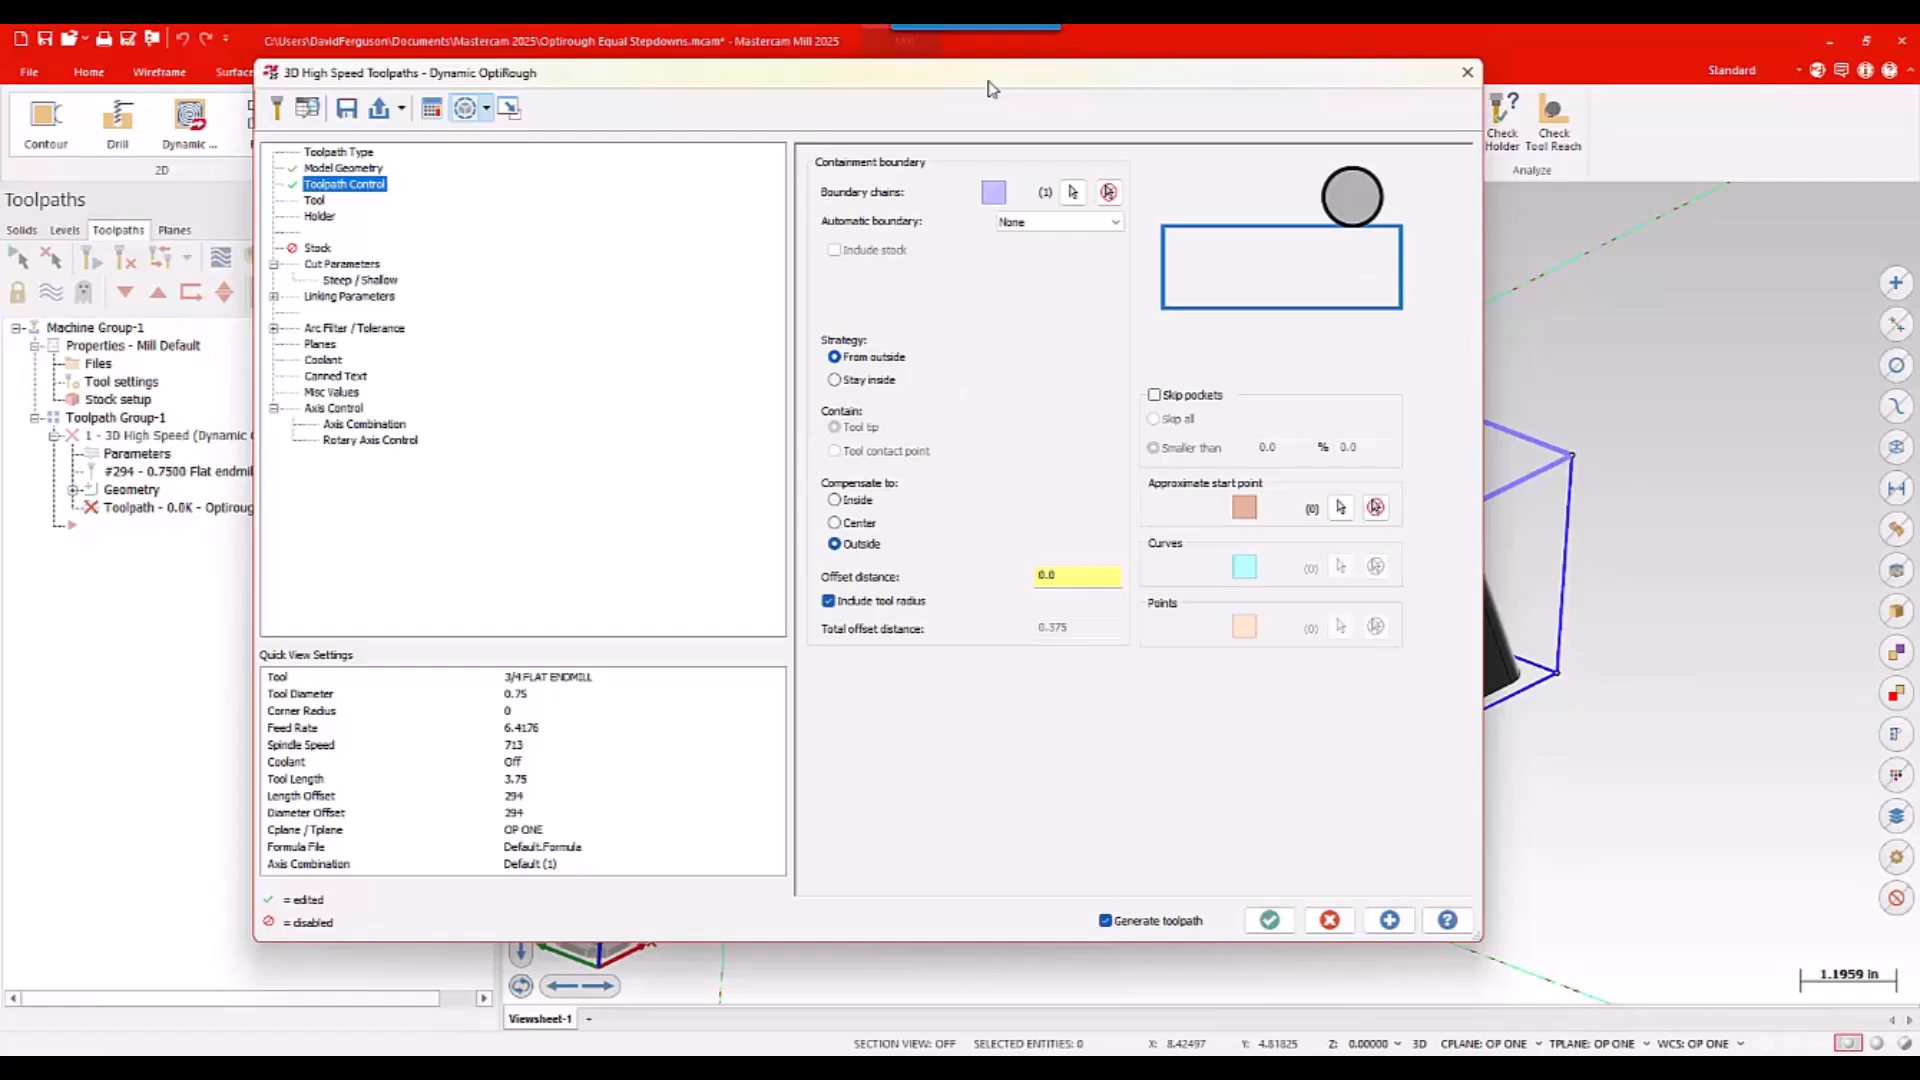 C:\Users\DavidFerguson\Documents\Mastercam 2025\Optirough Equal Stepdowns.mcam* - Mastercam Mill 2025
File
Home
Wireframe
Surfac
Standard
3D High Speed Toolpaths - Dynamic OptiRough
Contour
Drill
Dynamic ...
2D
Check Holder
Check Tool Reach
Analyze
Toolpaths
Solids
Levels
Toolpaths
Planes
Machine Group-1
Properties - Mill Default
Files
Tool settings
Stock setup
Toolpath Group-1
1 - 3D High Speed (Dynamic
Parameters
#294 - 0.7500 Flat endmil
Geometry
Toolpath - 0.0K - Optiroug
Toolpath Type
Model Geometry
Toolpath Control
Tool
Holder
Stock
Cut Parameters
Steep / Shallow
Linking Parameters
Arc Filter / Tolerance
Planes
Coolant
Canned Text
Misc Values
Axis Control
Axis Combination
Rotary Axis Control
Quick View Settings
Tool 3/4 FLAT ENDMILL
Tool Diameter 0.75
Corner Radius 0
Feed Rate 6.4176
Spindle Speed 713
Coolant Off
Tool Length 3.75
Length Offset 294
Diameter Offset 294
Cplane / Tplane OP ONE
Formula File Default.Formula
Axis Combination Default (1)
= edited
= disabled
Containment boundary
Boundary chains: (1)
Automatic boundary: None
Include stock
Strategy:
From outside
Stay inside
Contain:
Tool tip
Tool contact point
Compensate to:
Inside
Center
Outside
Offset distance: 0.0
Include tool radius
Total offset distance: 0.375
Skip pockets
Skip all
Smaller than 0.0 % 0.0
Approximate start point
(0)
Curves
(0)
Points
(0)
Generate toolpath
1.1959 in
Viewsheet-1
SECTION VIEW: OFF SELECTED ENTITIES: 0 X: 8.42497 Y: 4.81825 Z: 0.00000 3D CPLANE: OP ONE TPLANE: OP ONE WCS: OP ONE